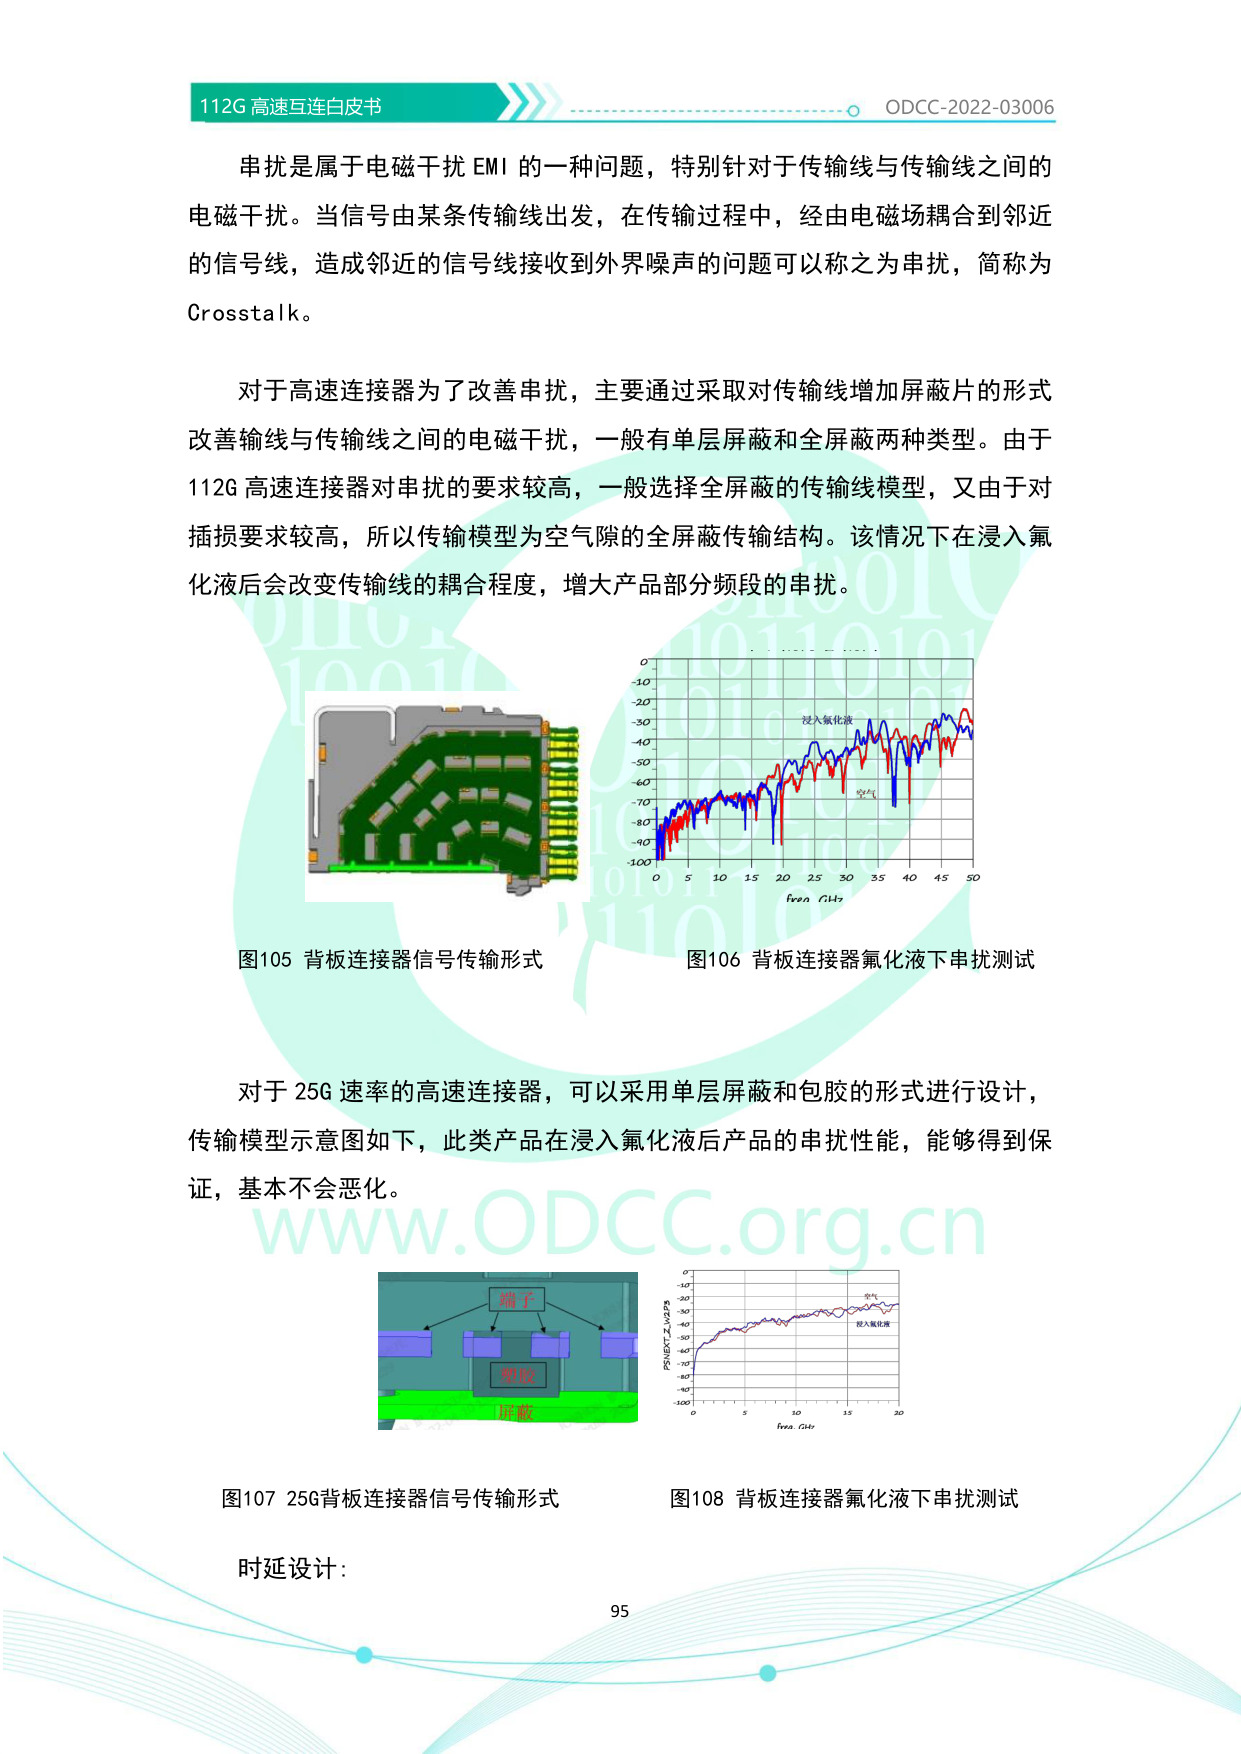 112G 高速互连白皮书
ODCC-2022-03006
串扰是属于电磁干扰 EMI 的一种问题，特别针对于传输线与传输线之间的
电磁干扰。当信号由某条传输线出发，在传输过程中，经由电磁场耦合到邻近
的信号线，造成邻近的信号线接收到外界噪声的问题可以称之为串扰，简称为
Crosstalk。
对于高速连接器为了改善串扰，主要通过采取对传输线增加屏蔽片的形式
改善输线与传输线之间的电磁干扰，一般有单层屏蔽和全屏蔽两种类型。由于
112G 高速连接器对串扰的要求较高，一般选择全屏蔽的传输线模型，又由于对
插损要求较高，所以传输模型为空气隙的全屏蔽传输结构。该情况下在浸入氟
化液后会改变传输线的耦合程度，增大产品部分频段的串扰。
0
-10
-20
-30
-40
-50
-60
-70
-80
-90
-100
浸入氟化液
空气
0 5 10 15 20 25 30 35 40 45 50
freq, GHz
图105 背板连接器信号传输形式
图106 背板连接器氟化液下串扰测试
对于 25G 速率的高速连接器，可以采用单层屏蔽和包胶的形式进行设计，
传输模型示意图如下，此类产品在浸入氟化液后产品的串扰性能，能够得到保
证，基本不会恶化。
www.ODCC.org.cn
端子
塑胶
屏蔽
PSNEXT_Z_W2P3
0
-10
-20
-30
-40
-50
-60
-70
-80
-90
-100
空气
浸入氟化液
0 5 10 15 20
freq, GHz
图107 25G背板连接器信号传输形式
图108 背板连接器氟化液下串扰测试
时延设计：
95